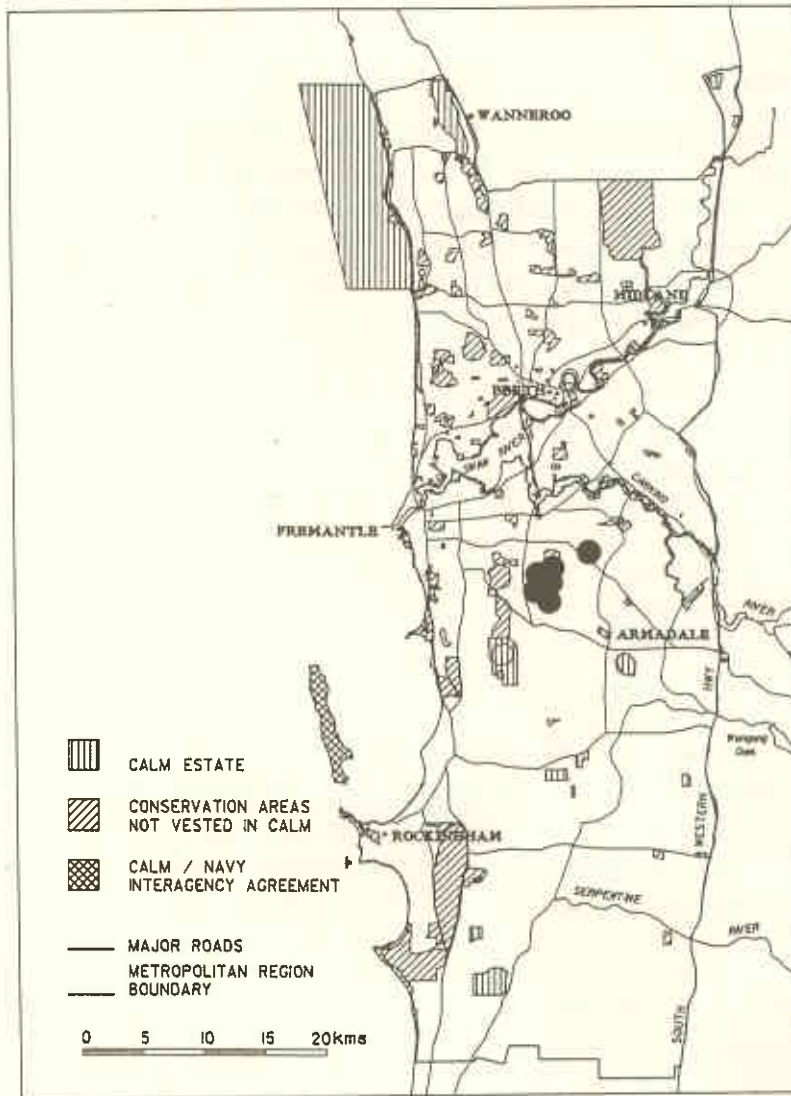 WANNEROO
MIDLAND
PERTH
SWAN RIVER
CANNING
FREMANTLE
RIVER
ARMADALE
HWY
CALM ESTATE
CONSERVATION AREAS
NOT VESTED IN CALM
WESTERN
ROCKINGHAM
CALM / NAVY
INTERAGENCY AGREEMENT
SERPENTINE
RIVER
MAJOR ROADS
METROPOLITAN REGION
BOUNDARY
SOUTH
0 5 10 15 20kms